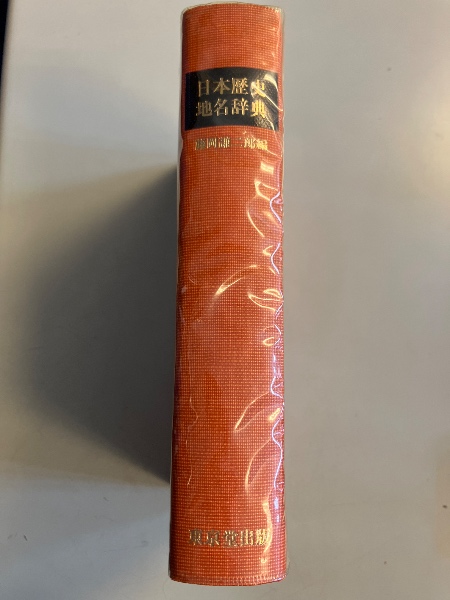 日本歴史
地名辞典
藤岡謙二郎編
東京堂出版